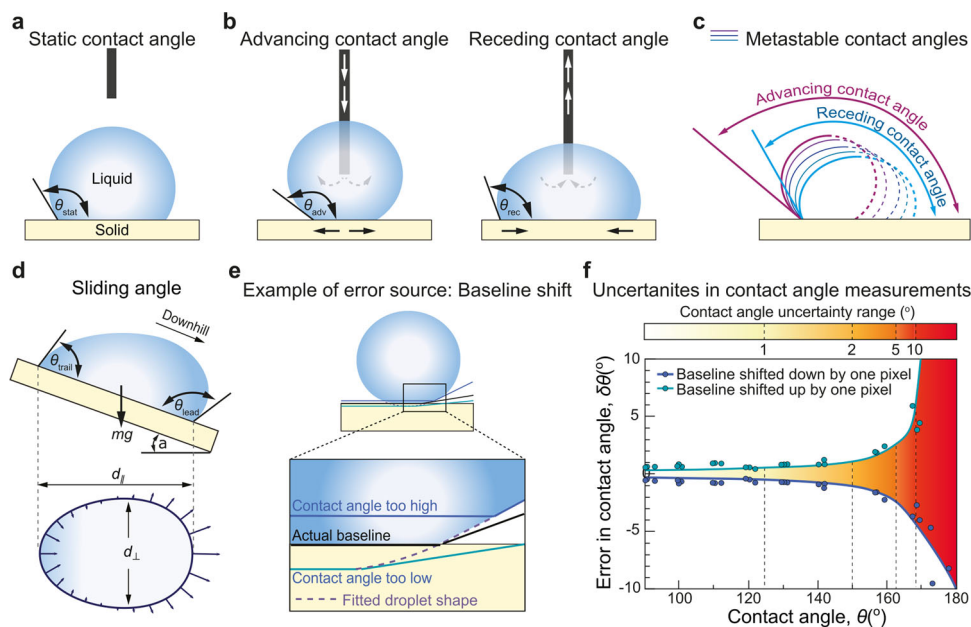 a
Static contact angle
Liquid
θstat
Solid
b
Advancing contact angle
θadv
Receding contact angle
θrec
c
Metastable contact angles
Advancing contact angle
Receding contact angle
d
Sliding angle
Downhill
θtrail
θlead
mg
a
d∥
d⊥
e
Example of error source: Baseline shift
Contact angle too high
Actual baseline
Contact angle too low
Fitted droplet shape
f
Uncertanites in contact angle measurements
Contact angle uncertainty range (°)
1 2 5 10
10
Baseline shifted down by one pixel
Baseline shifted up by one pixel
5
0
-5
-10
Error in contact angle, δθ(°)
100 120 140 160 180
Contact angle, θ(°)